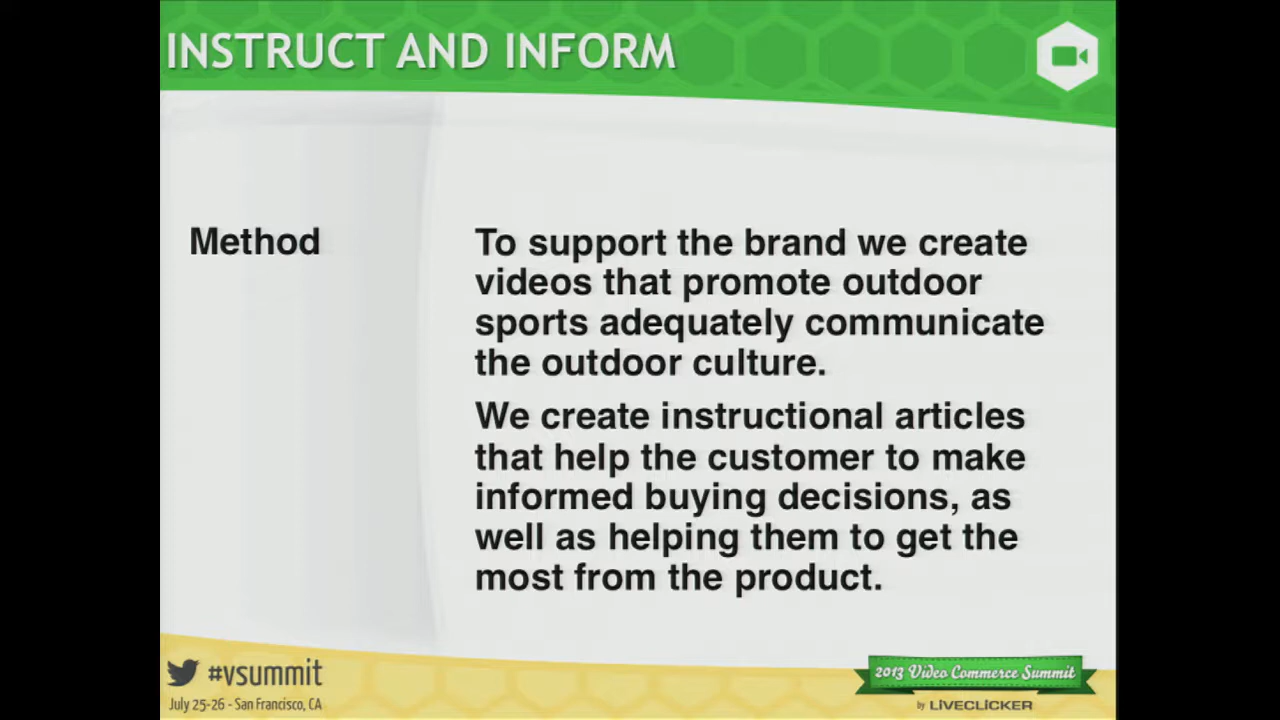 INSTRUCT AND INFORM
Method
To support the brand we create
videos that promote outdoor
sports adequately communicate
the outdoor culture.
We create instructional articles
that help the customer to make
informed buying decisions, as
well as helping them to get the
most from the product.
#vsummit
July 25-26 - San Francisco, CA
2013 Video Commerce Summit
by LIVECLICKER